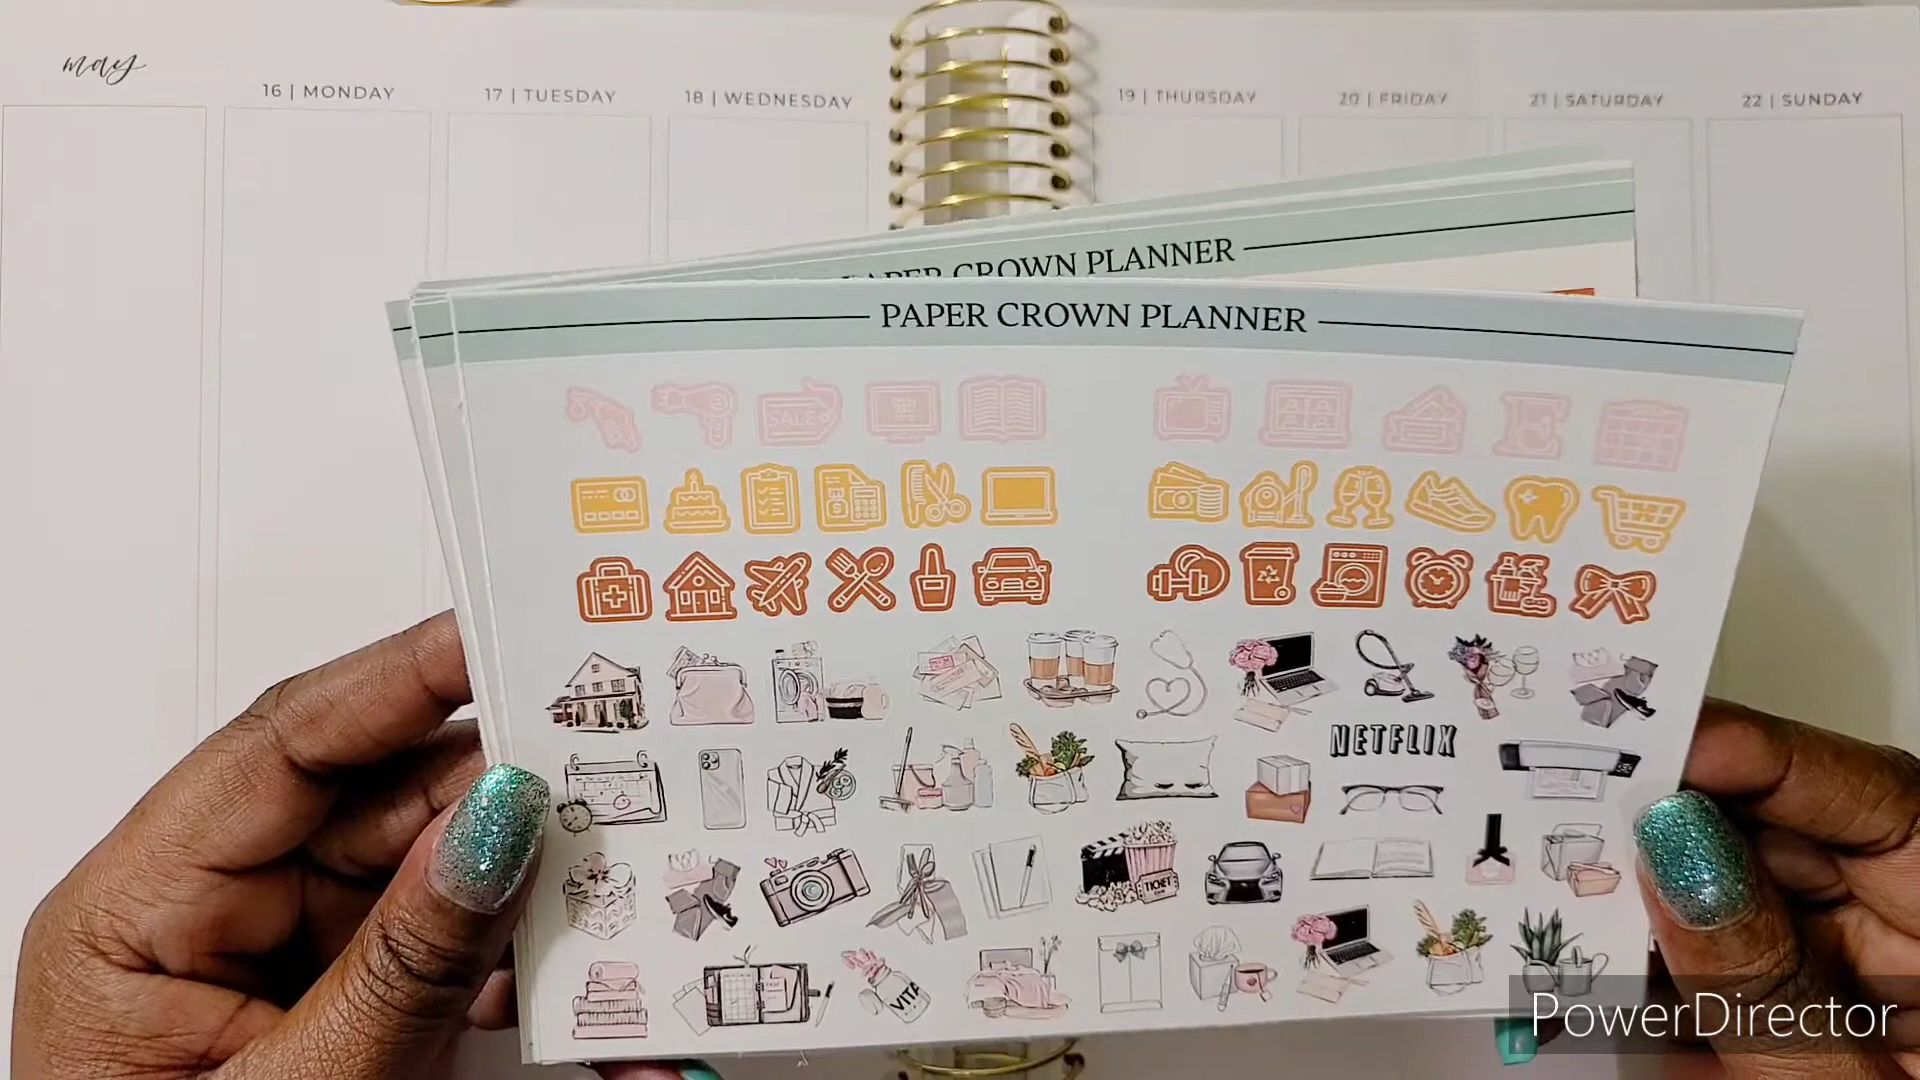 may
16 | MONDAY
17 | TUESDAY
18 | WEDNESDAY
19 | THURSDAY
20 | FRIDAY
21 | SATURDAY
22 | SUNDAY
PAPER CROWN PLANNER
PAPER CROWN PLANNER
SALE
NETFLIX
TICKET
VITA
PowerDirector